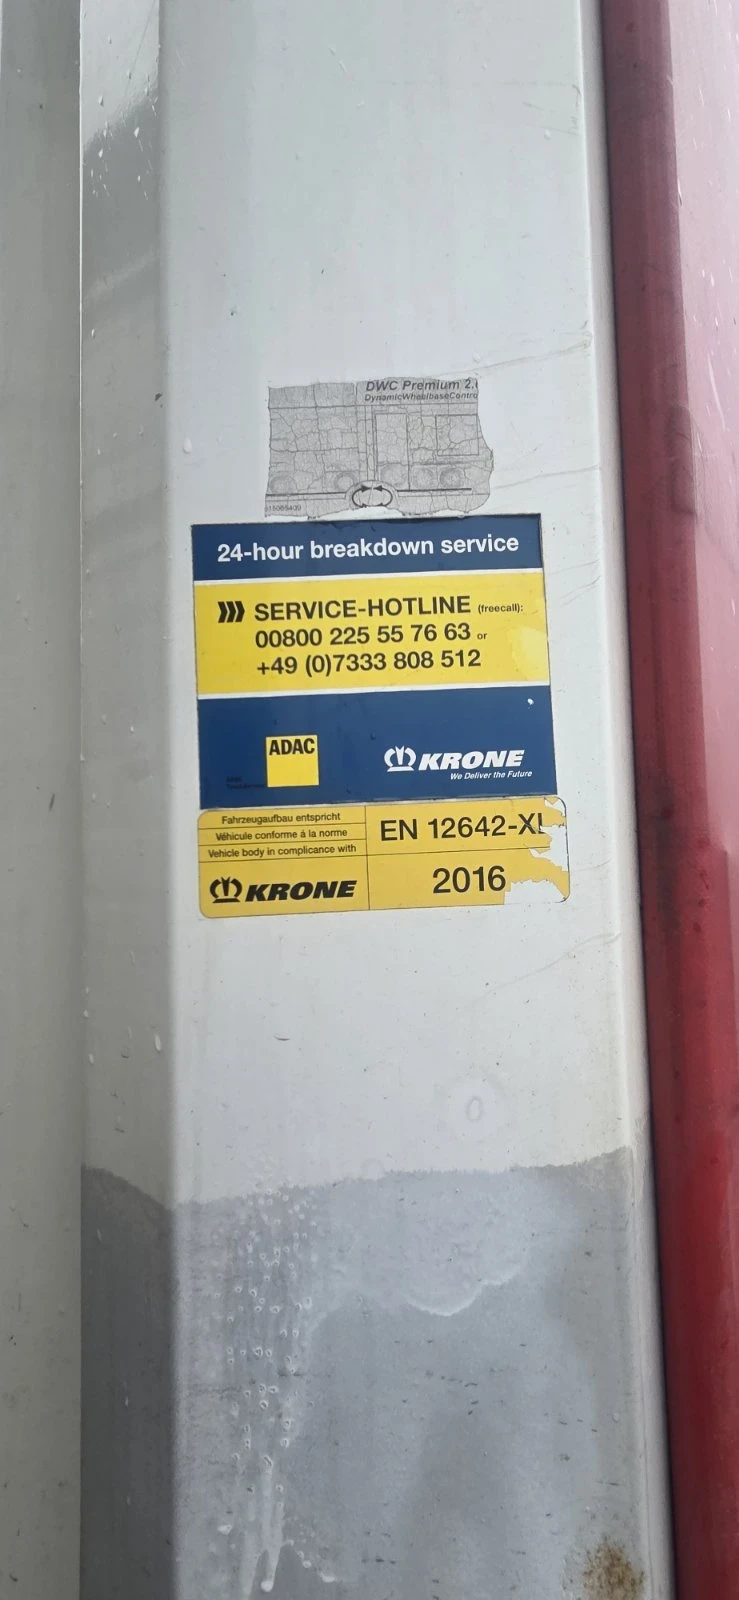 DWC Premium 2.
DynamicWheelbaseContro
24-hour breakdown service
SERVICE-HOTLINE (freecall):
00800 225 55 76 63 or
+49 (0)7333 808 512
ADAC
KRONE
We Deliver the Future
Fahrzeugaufbau entspricht
Véhicule conforme á la norme
Vehicle body in complicance with
EN 12642-XL
KRONE
2016